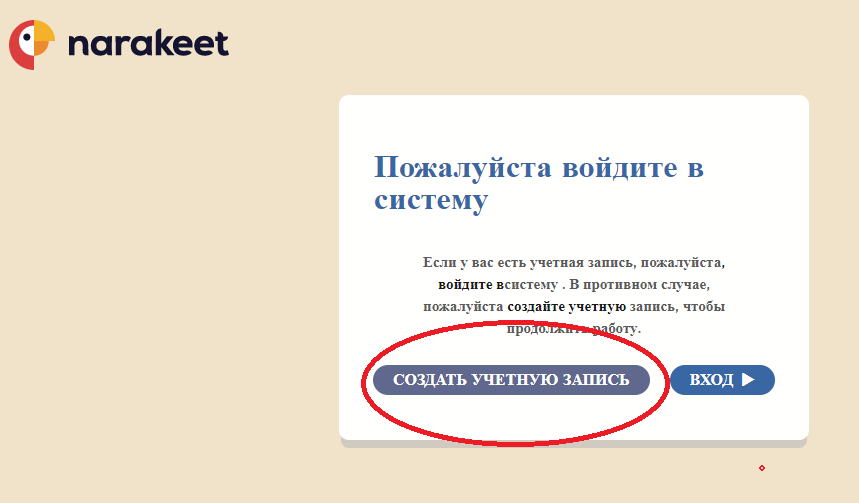 narakeet
Пожалуйста войдите в
систему
Если у вас есть учетная запись, пожалуйста,
войдите всистему . В противном случае,
пожалуйста создайте учетную запись, чтобы
продолжить работу.
СОЗДАТЬ УЧЕТНУЮ ЗАПИСЬ
ВХОД